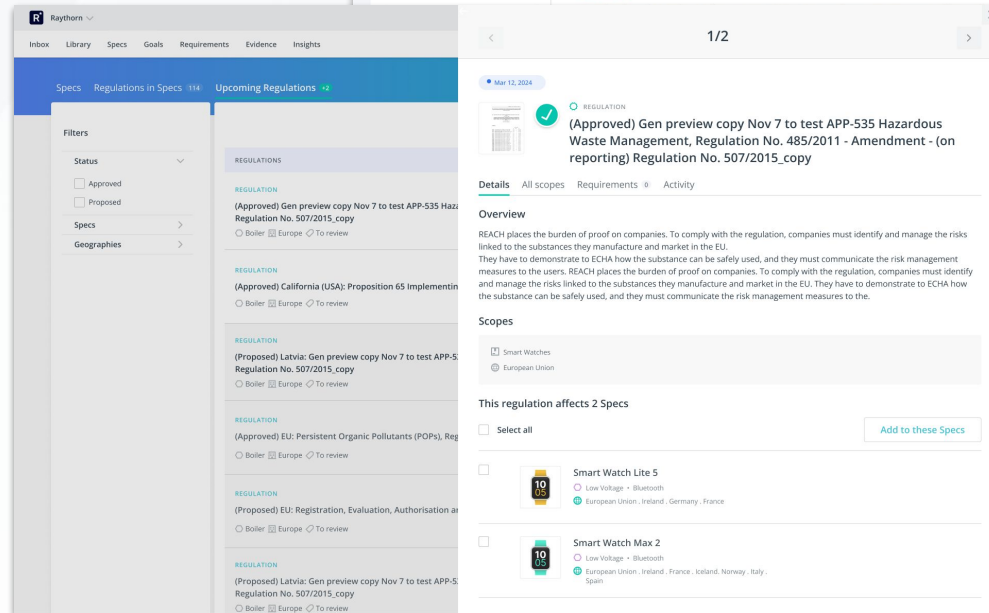 R
Raythorn
Inbox Library Specs Goals Requirements Evidence Insights
Specs Regulations in Specs 114 Upcoming Regulations +2
Filters
Status
Approved
Proposed
Specs
Geographies
REGULATIONS
REGULATION
(Approved) Gen preview copy Nov 7 to test APP-535 Haza
Regulation No. 507/2015_copy
Boiler Europe To review
REGULATION
(Approved) California (USA): Proposition 65 Implementin
Boiler Europe To review
REGULATION
(Proposed) Latvia: Gen preview copy Nov 7 to test APP-5
Regulation No. 507/2015_copy
Boiler Europe To review
REGULATION
(Approved) EU: Persistent Organic Pollutants (POPs), Reg
Boiler Europe To review
REGULATION
(Proposed) EU: Registration, Evaluation, Authorisation a
Boiler Europe To review
REGULATION
(Proposed) Latvia: Gen preview copy Nov 7 to test APP-5
Regulation No. 507/2015_copy
Boiler Europe To review
1/2
Mar 12, 2024
REGULATION
(Approved) Gen preview copy Nov 7 to test APP-535 Hazardous
Waste Management, Regulation No. 485/2011 - Amendment - (on
reporting) Regulation No. 507/2015_copy
Details All scopes Requirements 0 Activity
Overview
REACH places the burden of proof on companies. To comply with the regulation, companies must identify and manage the risks
linked to the substances they manufacture and market in the EU.
They have to demonstrate to ECHA how the substance can be safely used, and they must communicate the risk management
measures to the users. REACH places the burden of proof on companies. To comply with the regulation, companies must identify
and manage the risks linked to the substances they manufacture and market in the EU. They have to demonstrate to ECHA how
the substance can be safely used, and they must communicate the risk management measures to the.
Scopes
Smart Watches
European Union
This regulation affects 2 Specs
Select all
Add to these Specs
10
05
Smart Watch Lite 5
Low Voltage • Bluetooth
European Union . Ireland . Germany . France
10
05
Smart Watch Max 2
Low Voltage • Bluetooth
European Union . Ireland . France . Iceland. Norway . Italy .
Spain